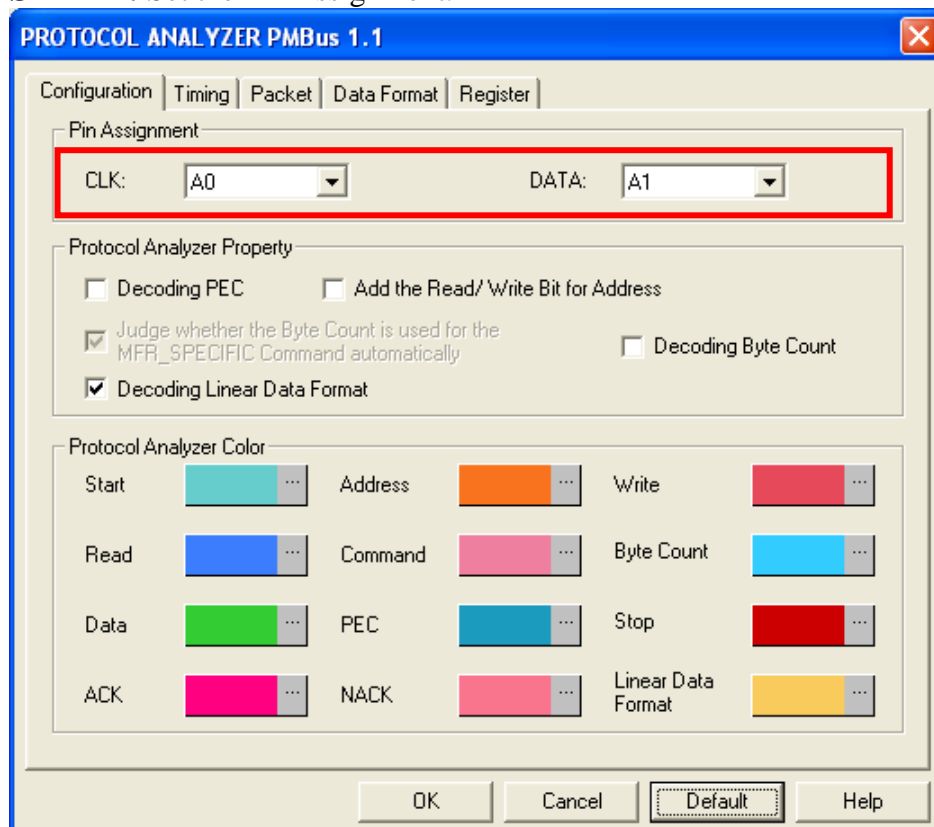 PROTOCOL ANALYZER PMBus 1.1
Configuration Timing Packet Data Format Register
Pin Assignment
CLK: A0 DATA: A1
Protocol Analyzer Property
Decoding PEC Add the Read/ Write Bit for Address
Judge whether the Byte Count is used for the
MFR_SPECIFIC Command automatically Decoding Byte Count
Decoding Linear Data Format
Protocol Analyzer Color
Start ... Address ... Write ...
Read ... Command ... Byte Count ...
Data ... PEC ... Stop ...
ACK ... NACK ... Linear Data Format ...
OK Cancel Default Help